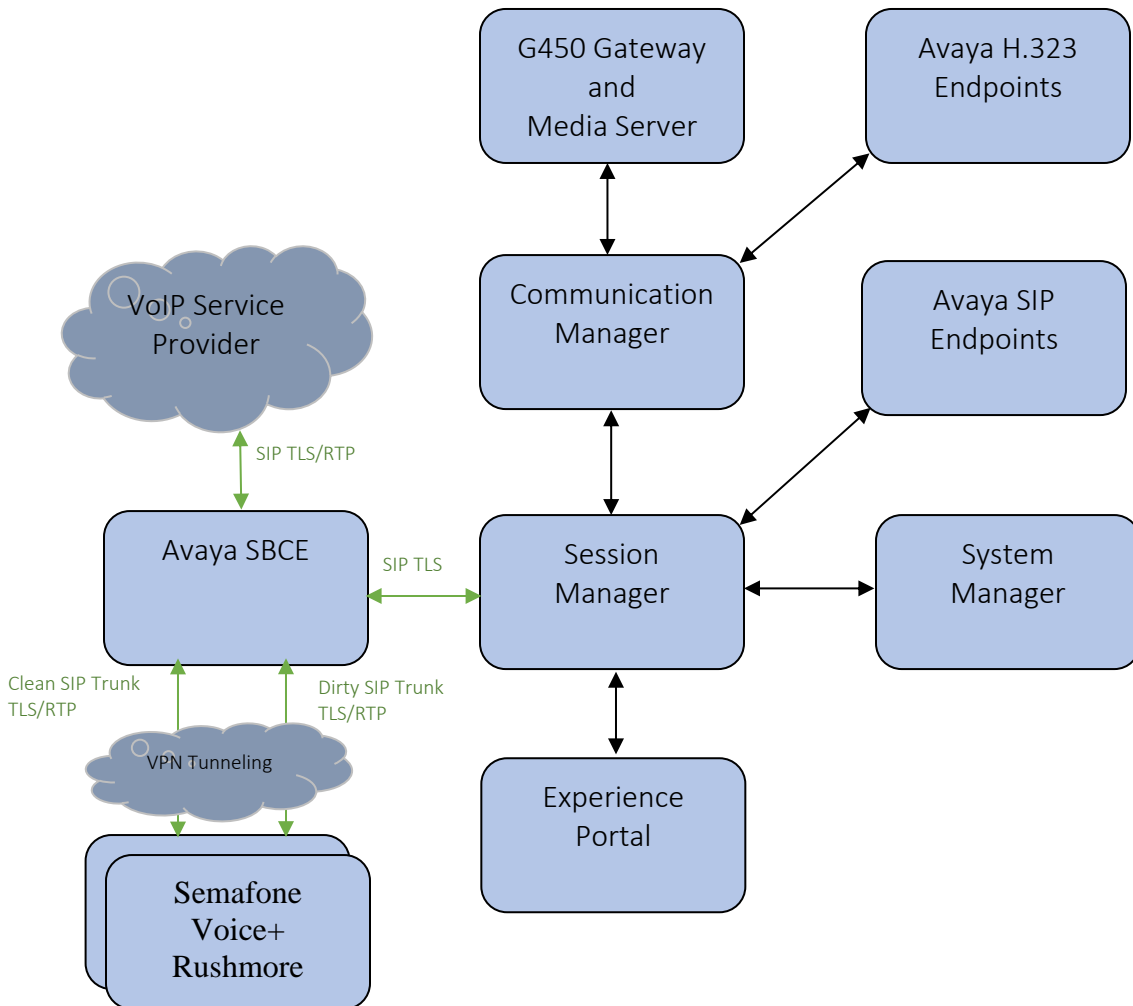 G450 Gateway
and
Media Server
Avaya H.323
Endpoints
Communication
Manager
Avaya SIP
Endpoints
VoIP Service
Provider
SIP TLS/RTP
Avaya SBCE
SIP TLS
Session
Manager
System
Manager
Clean SIP Trunk
TLS/RTP
Dirty SIP Trunk
TLS/RTP
VPN Tunneling
Experience
Portal
Semafone
Voice+
Rushmore